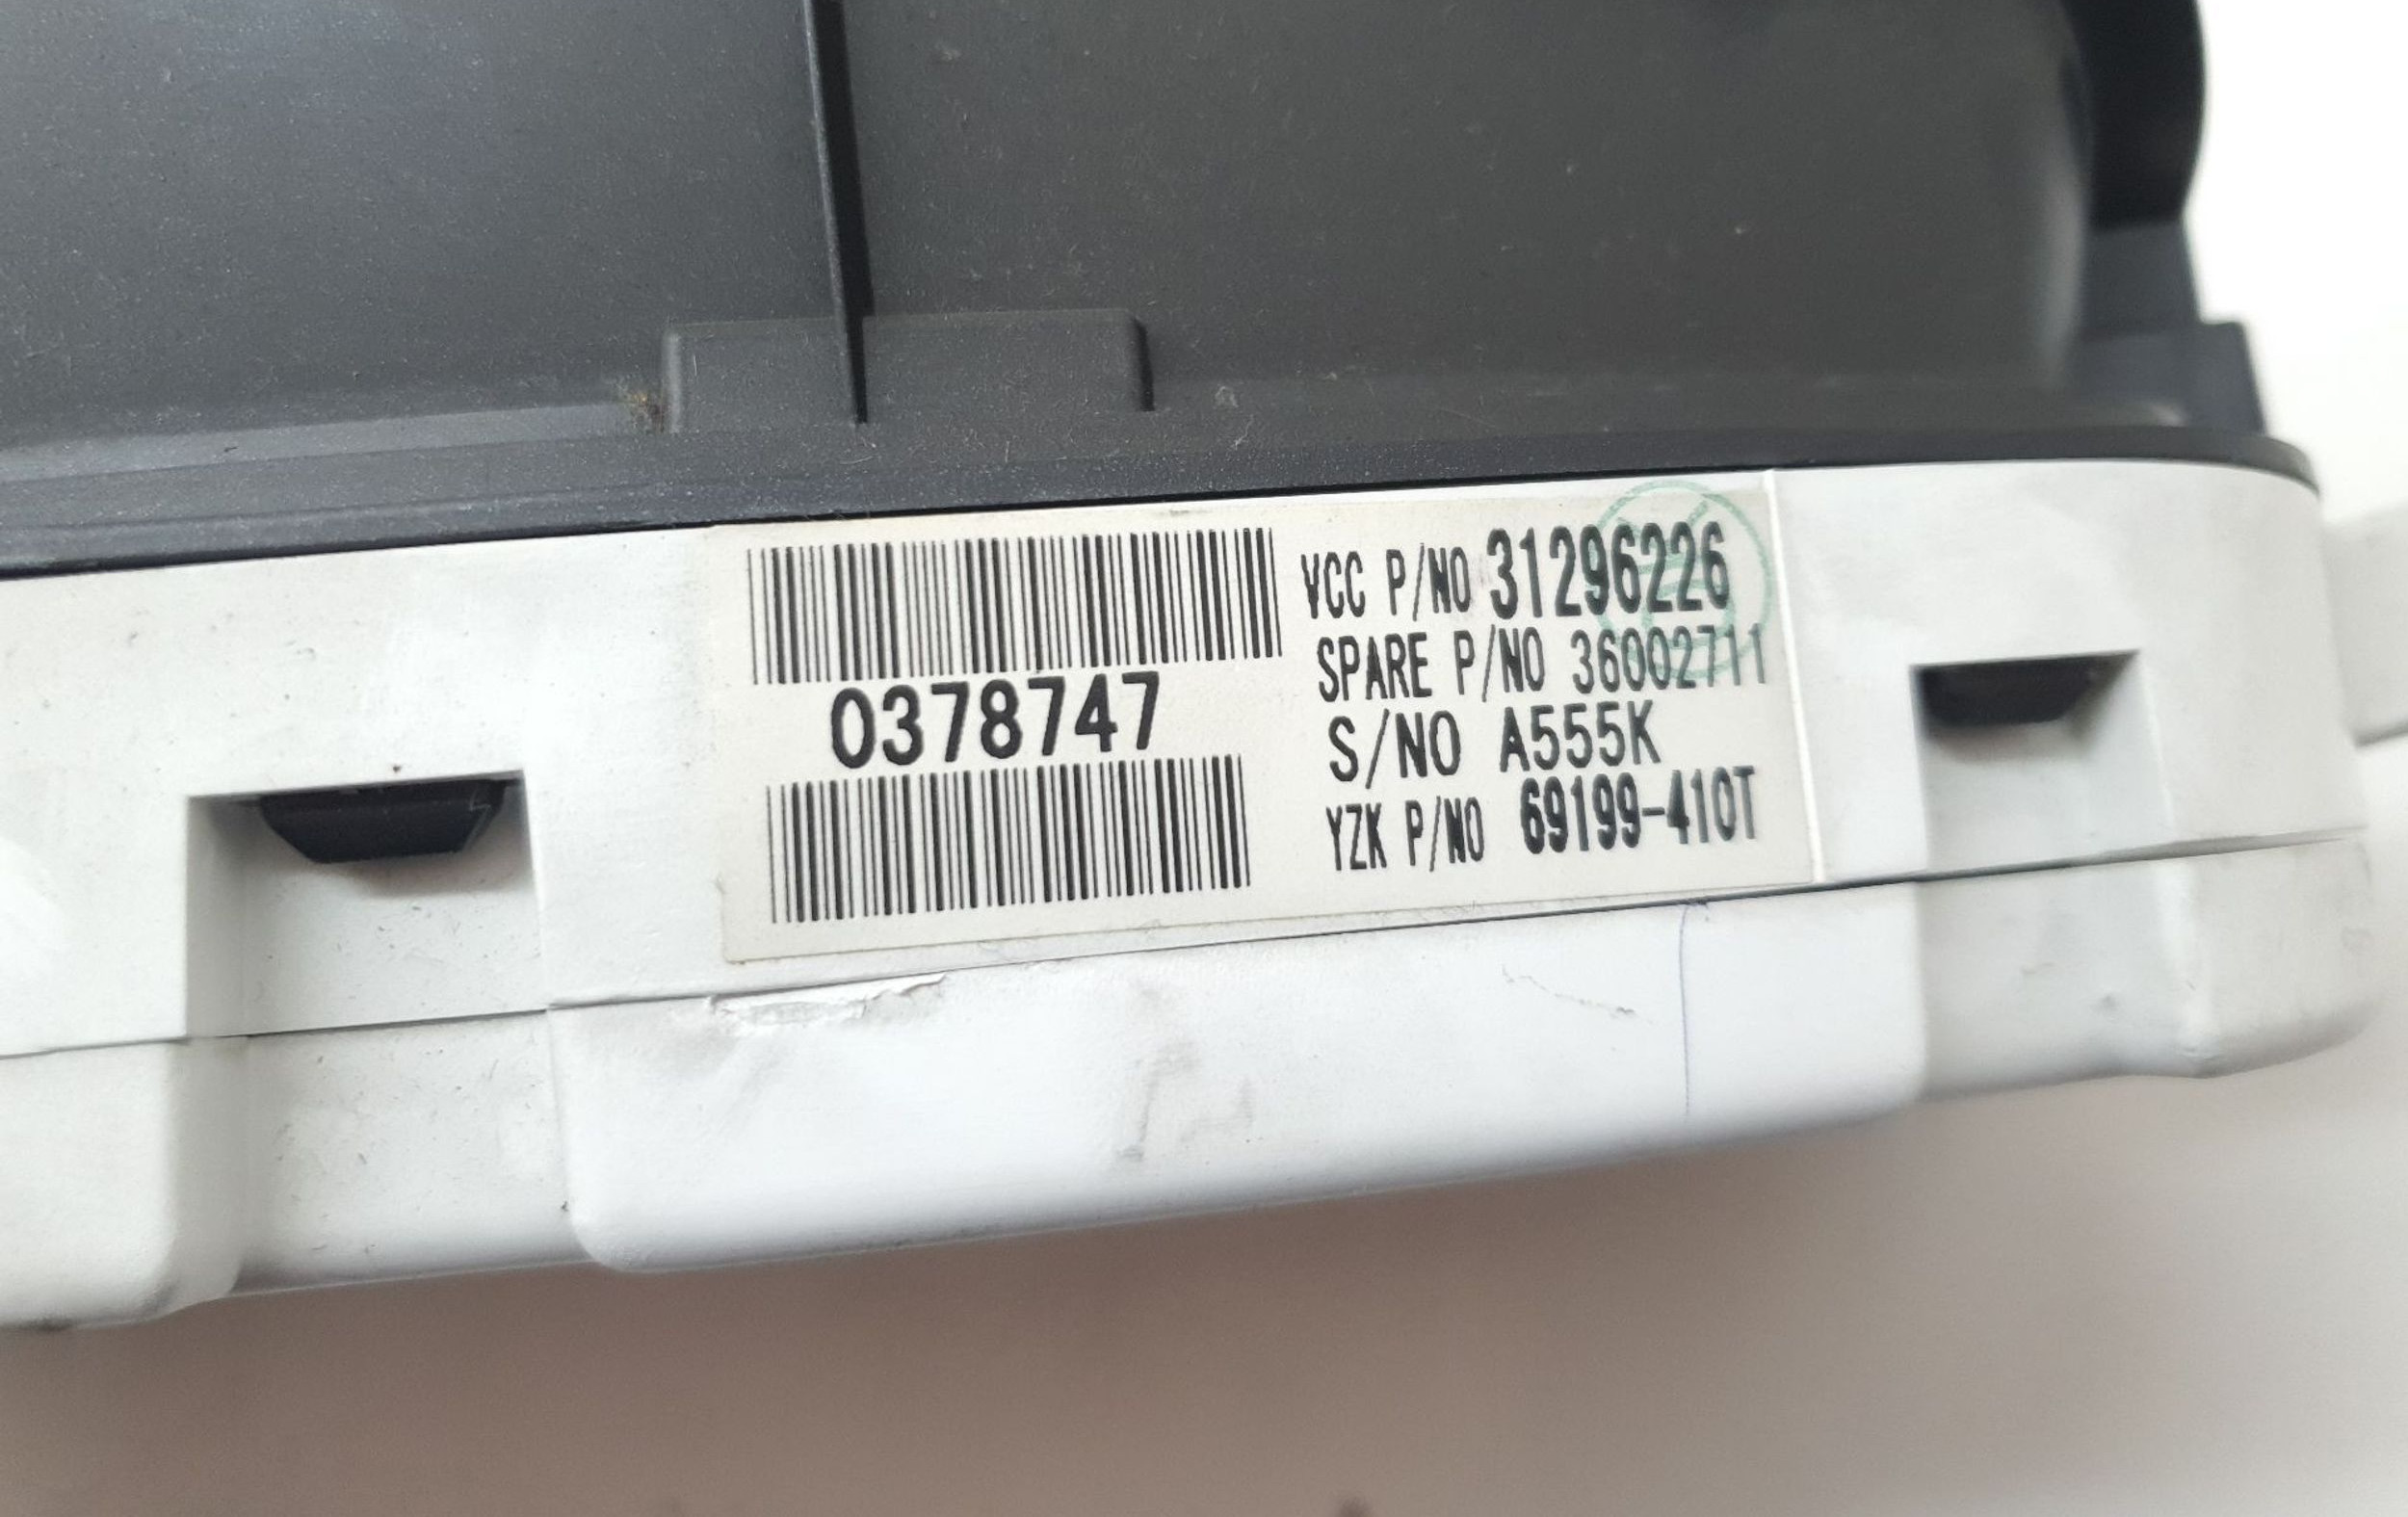 0378747
VCC P/NO 31296226
SPARE P/NO 36002711
S/NO A555K
YZK P/NO 69199-410T